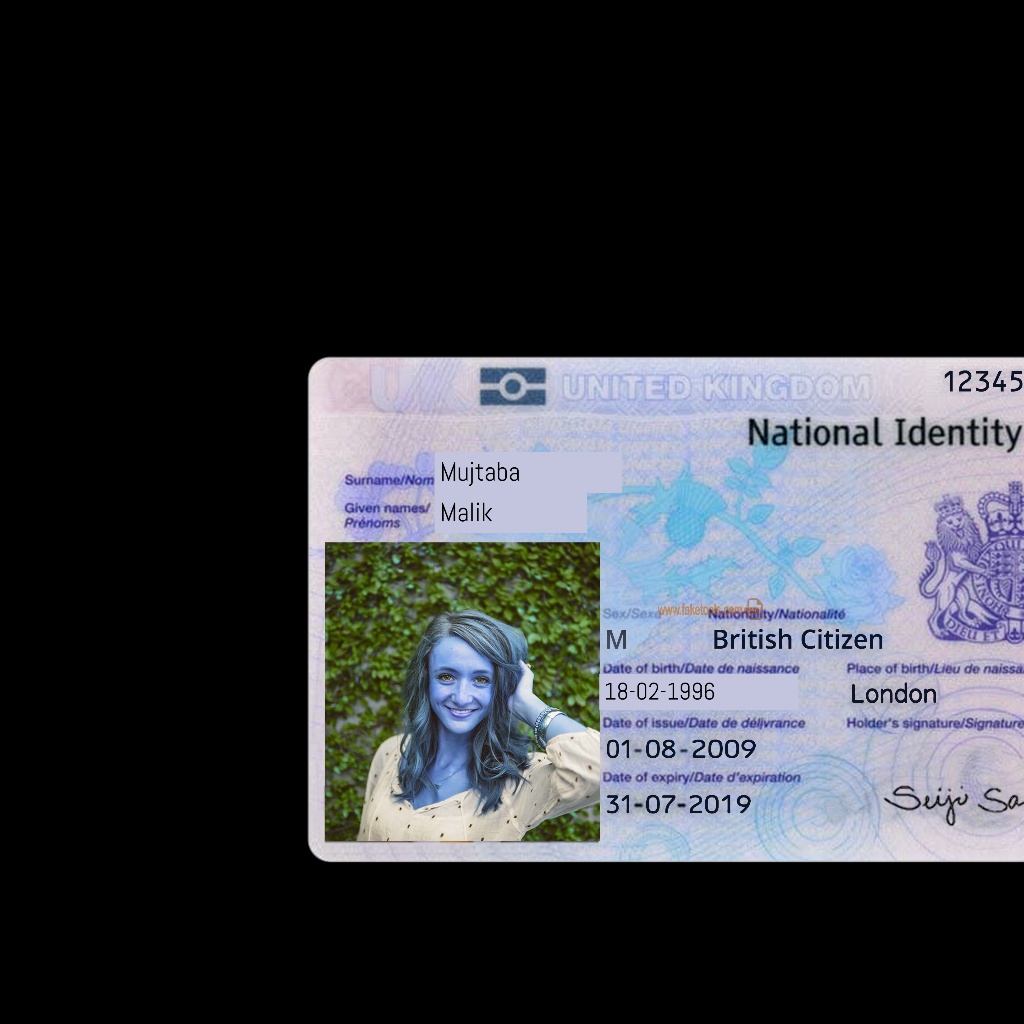 UK UNITED KINGDOM 12345
National Identity
Surname/Nom Mujtaba
Given names/ Malik
Prénoms
www.faketools.com
Sex/Sexe Nationality/Nationalité
M British Citizen
Date of birth/Date de naissance Place of birth/Lieu de naissa
18-02-1996 London
Date of issue/Date de délivrance Holder's signature/Signature
01-08-2009
Date of expiry/Date d'expiration
31-07-2019
Seiji Sa
DIEU ET